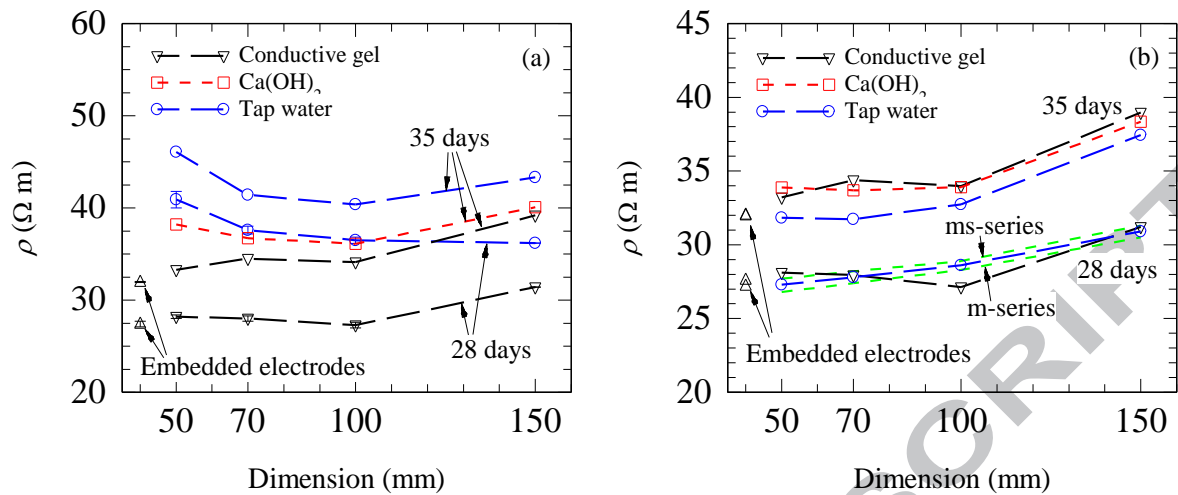 60
50
40
30
20
ρ (Ω m)
Conductive gel
Ca(OH)2
Tap water
(a)
35 days
28 days
Embedded electrodes
50 70 100 150
Dimension (mm)
45
40
35
30
25
20
ρ (Ω m)
Conductive gel
Ca(OH)2
Tap water
(b)
35 days
ms-series
m-series
28 days
Embedded electrodes
50 70 100 150
Dimension (mm)
SCRIPT